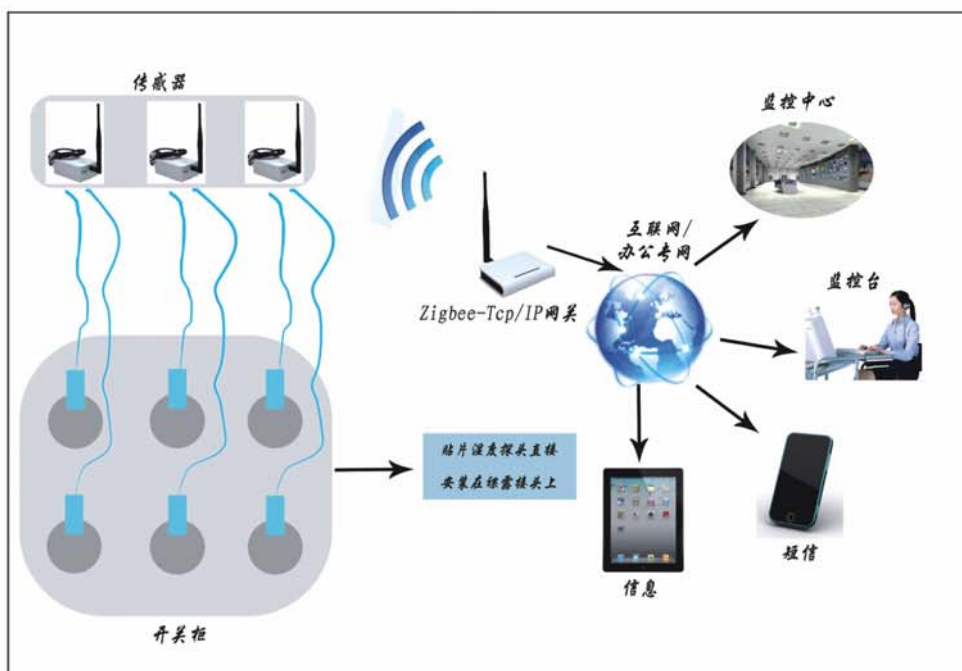 传感器
监控中心
互联网/
办公专网
监控台
Zigbee-Tcp/IP网关
贴片温度探头直接
安装在裸露接头上
信息
短信
开关柜